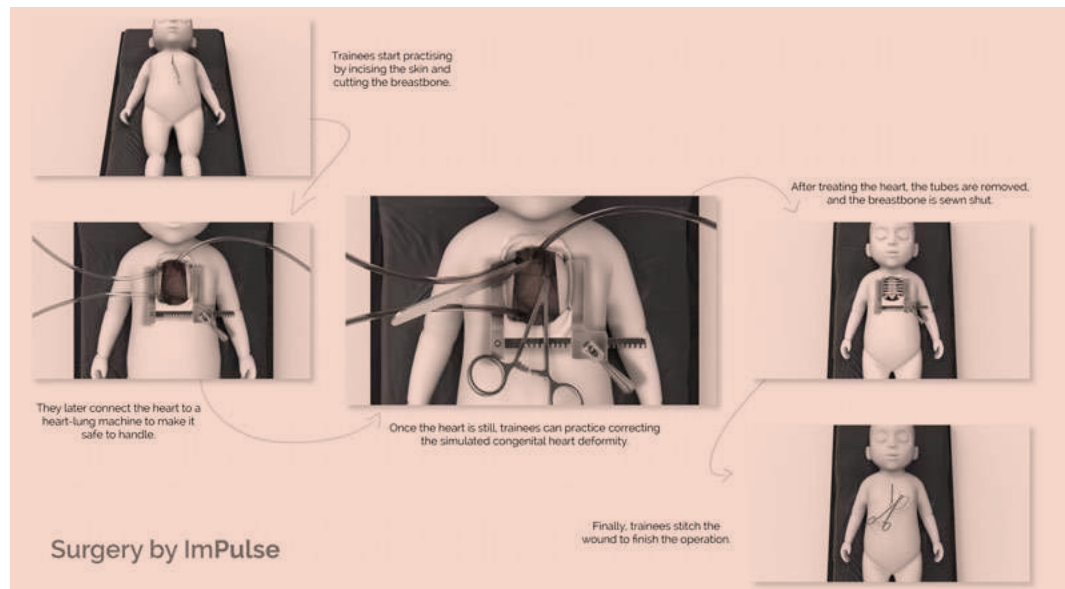 Trainees start practising
by incising the skin and
cutting the breastbone.
They later connect the heart to a
heart-lung machine to make it
safe to handle.
Once the heart is still, trainees can practice correcting
the simulated congenital heart deformity.
After treating the heart, the tubes are removed,
and the breastbone is sewn shut.
Finally, trainees stitch the
wound to finish the operation.
Surgery by ImPulse